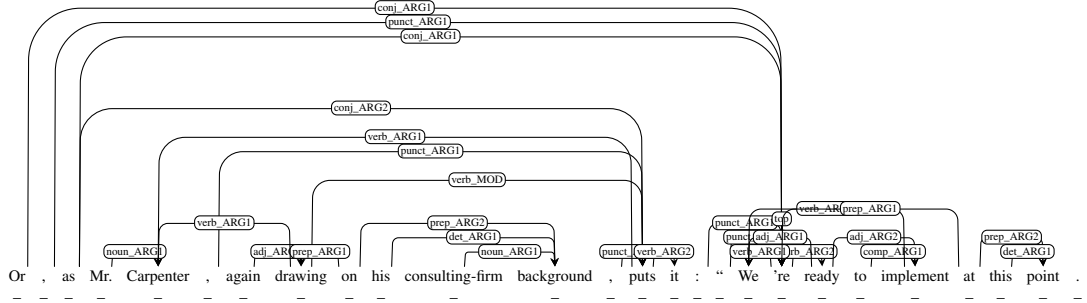 conj_ARG1
punct_ARG1
conj_ARG1
conj_ARG2
verb_ARG1
punct_ARG1
verb_MOD
verb_ARG1 prep_ARG2 punct_ARG1 top prep_ARG1
det_ARG1 adj_ARG1 adj_ARG2 prep_ARG2
noun_ARG1 prep_ARG1 noun_ARG1 verb_ARG2 verb_ARG1 comp_ARG1 det_ARG1
Or , as Mr. Carpenter , again drawing on his consulting-firm background , puts it : “ We 're ready to implement at this point .